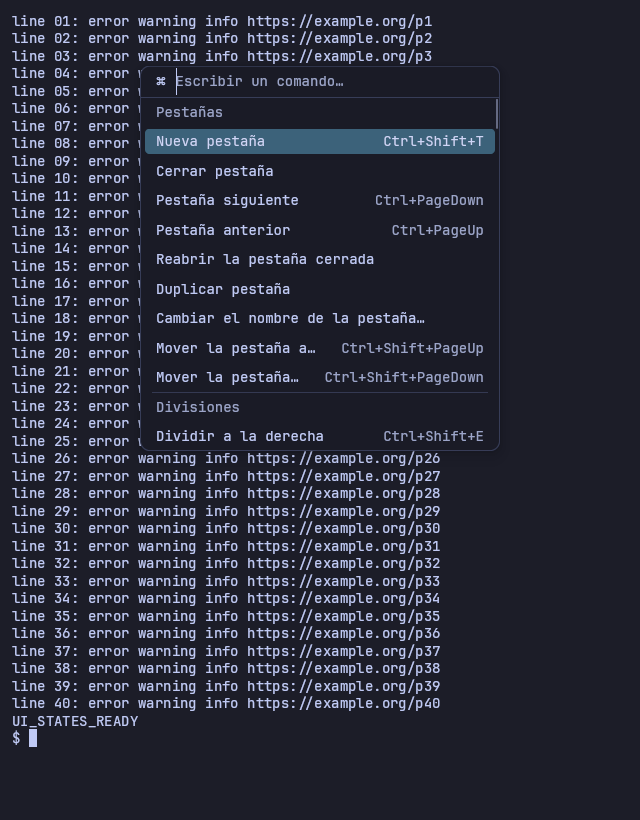 line 01: error warning info https://example.org/p1
line 02: error warning info https://example.org/p2
line 03: error warning info https://example.org/p3
line 04: error
line 05: error
line 06: error
line 07: error
line 08: error
line 09: error
line 10: error
line 11: error
line 12: error
line 13: error
line 14: error
line 15: error
line 16: error
line 17: error
line 18: error
line 19: error
line 20: error
line 21: error
line 22: error
line 23: error
line 24: error
line 25: error
⌘ Escribir un comando…
Pestañas
Nueva pestaña Ctrl+Shift+T
Cerrar pestaña
Pestaña siguiente Ctrl+PageDown
Pestaña anterior Ctrl+PageUp
Reabrir la pestaña cerrada
Duplicar pestaña
Cambiar el nombre de la pestaña…
Mover la pestaña a… Ctrl+Shift+PageUp
Mover la pestaña… Ctrl+Shift+PageDown
Divisiones
Dividir a la derecha Ctrl+Shift+E
line 26: error warning info https://example.org/p26
line 27: error warning info https://example.org/p27
line 28: error warning info https://example.org/p28
line 29: error warning info https://example.org/p29
line 30: error warning info https://example.org/p30
line 31: error warning info https://example.org/p31
line 32: error warning info https://example.org/p32
line 33: error warning info https://example.org/p33
line 34: error warning info https://example.org/p34
line 35: error warning info https://example.org/p35
line 36: error warning info https://example.org/p36
line 37: error warning info https://example.org/p37
line 38: error warning info https://example.org/p38
line 39: error warning info https://example.org/p39
line 40: error warning info https://example.org/p40
UI_STATES_READY
$